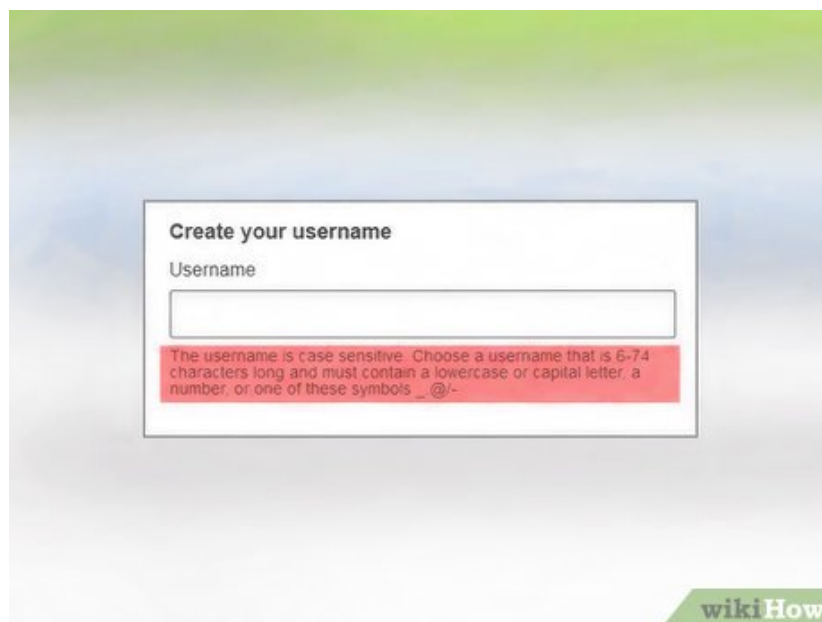 Create your username
Username
The username is case sensitive. Choose a username that is 6-74
characters long and must contain a lowercase or capital letter, a
number, or one of these symbols _ @/-
wikiHow